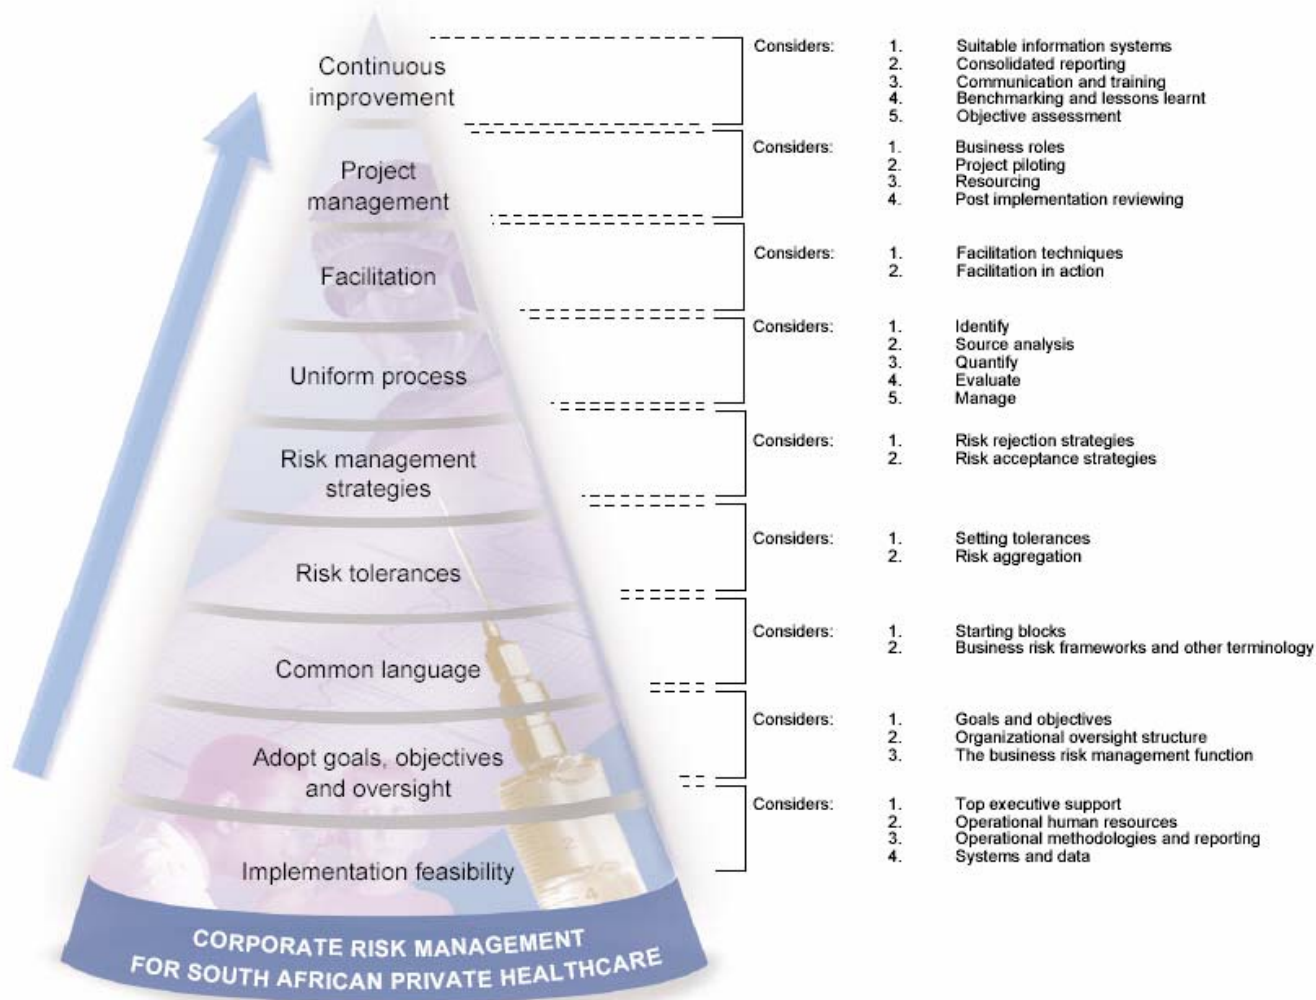 Continuous
improvement
Considers:
1. Suitable information systems
2. Consolidated reporting
3. Communication and training
4. Benchmarking and lessons learnt
5. Objective assessment
Project
management
Considers:
1. Business roles
2. Project piloting
3. Resourcing
4. Post implementation reviewing
Facilitation
Considers:
1. Facilitation techniques
2. Facilitation in action
Uniform process
Considers:
1. Identify
2. Source analysis
3. Quantify
4. Evaluate
5. Manage
Risk management
strategies
Considers:
1. Risk rejection strategies
2. Risk acceptance strategies
Risk tolerances
Considers:
1. Setting tolerances
2. Risk aggregation
Common language
Considers:
1. Starting blocks
2. Business risk frameworks and other terminology
Adopt goals, objectives
and oversight
Considers:
1. Goals and objectives
2. Organizational oversight structure
3. The business risk management function
Implementation feasibility
Considers:
1. Top executive support
2. Operational human resources
3. Operational methodologies and reporting
4. Systems and data
CORPORATE RISK MANAGEMENT
FOR SOUTH AFRICAN PRIVATE HEALTHCARE